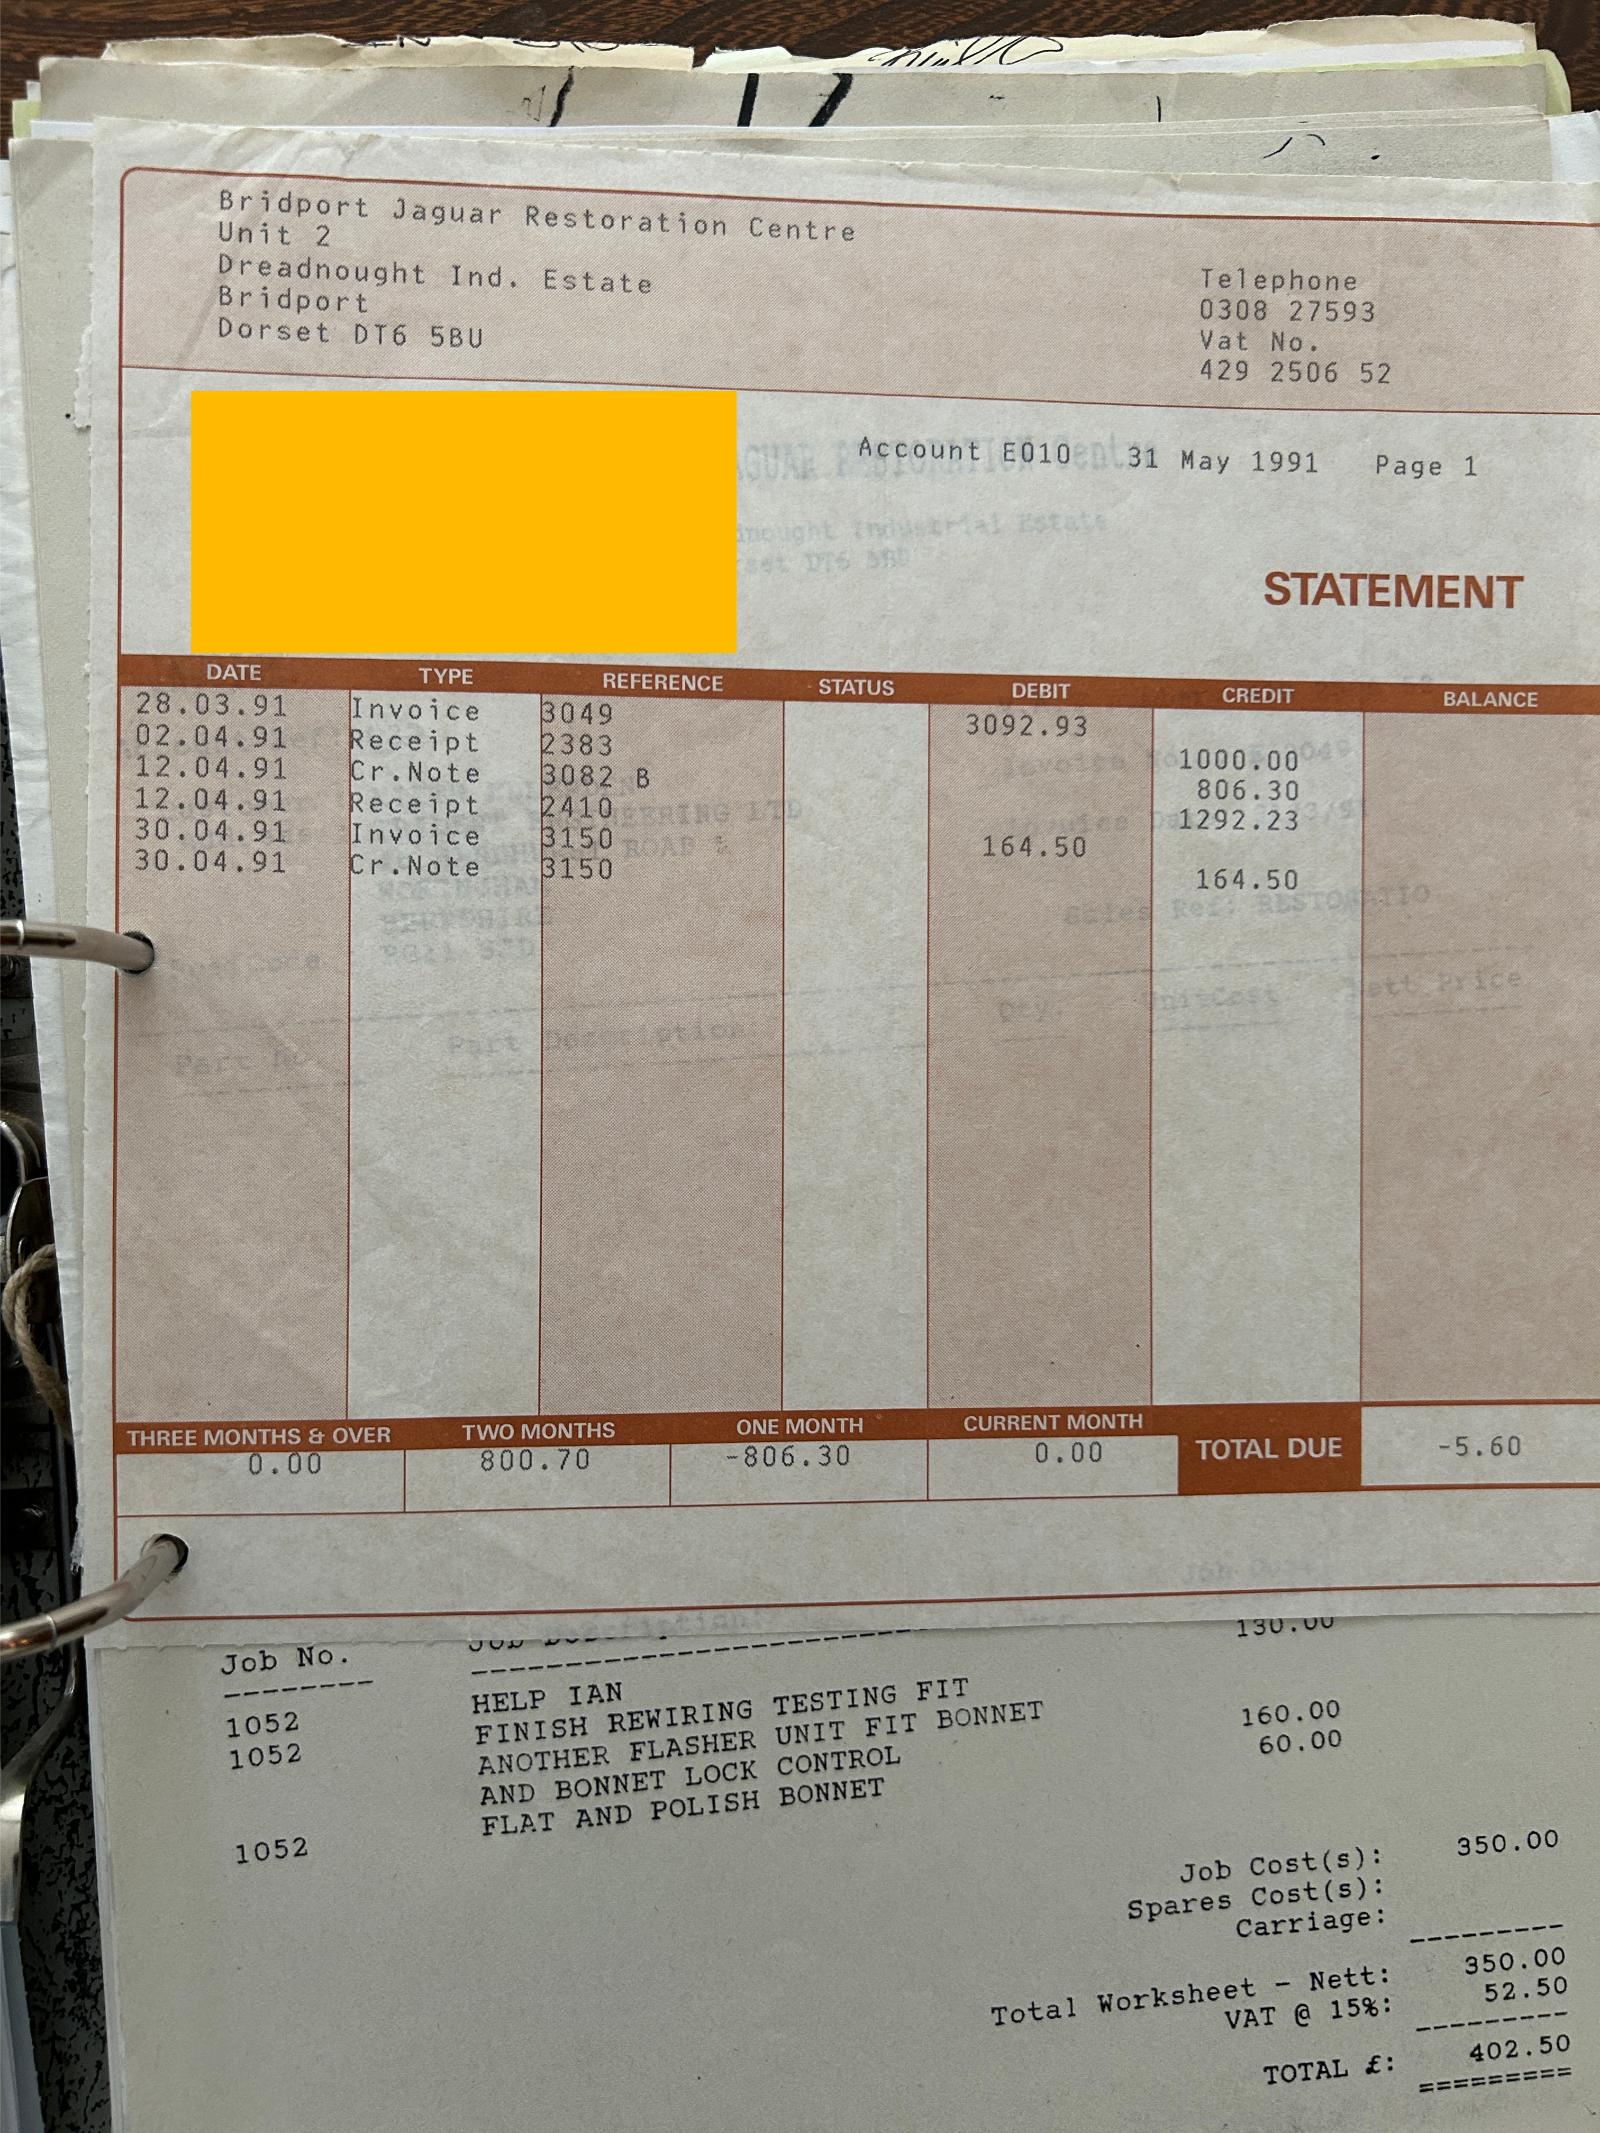 Bridport Jaguar Restoration Centre
Unit 2
Dreadnought Ind. Estate
Bridport
Dorset DT6 5BU
Telephone
0308 27593
Vat No.
429 2506 52
Account E010 31 May 1991 Page 1
STATEMENT
DATE TYPE REFERENCE STATUS DEBIT CREDIT BALANCE
28.03.91 Invoice 3049 3092.93
02.04.91 Receipt 2383 1000.00
12.04.91 Cr.Note 3082 B 806.30
12.04.91 Receipt 2410 1292.23
30.04.91 Invoice 3150 164.50
30.04.91 Cr.Note 3150 164.50
Part Description
Qty. UnitCost Nett Price
THREE MONTHS & OVER TWO MONTHS ONE MONTH CURRENT MONTH TOTAL DUE
0.00 800.70 -806.30 0.00 -5.60
Job No.
130.00
1052 HELP IAN
1052 FINISH REWIRING TESTING FIT 160.00
ANOTHER FLASHER UNIT FIT BONNET 60.00
AND BONNET LOCK CONTROL
1052 FLAT AND POLISH BONNET
Job Cost(s): 350.00
Spares Cost(s):
Carriage:
Total Worksheet - Nett: 350.00
VAT @ 15%: 52.50
TOTAL £: 402.50